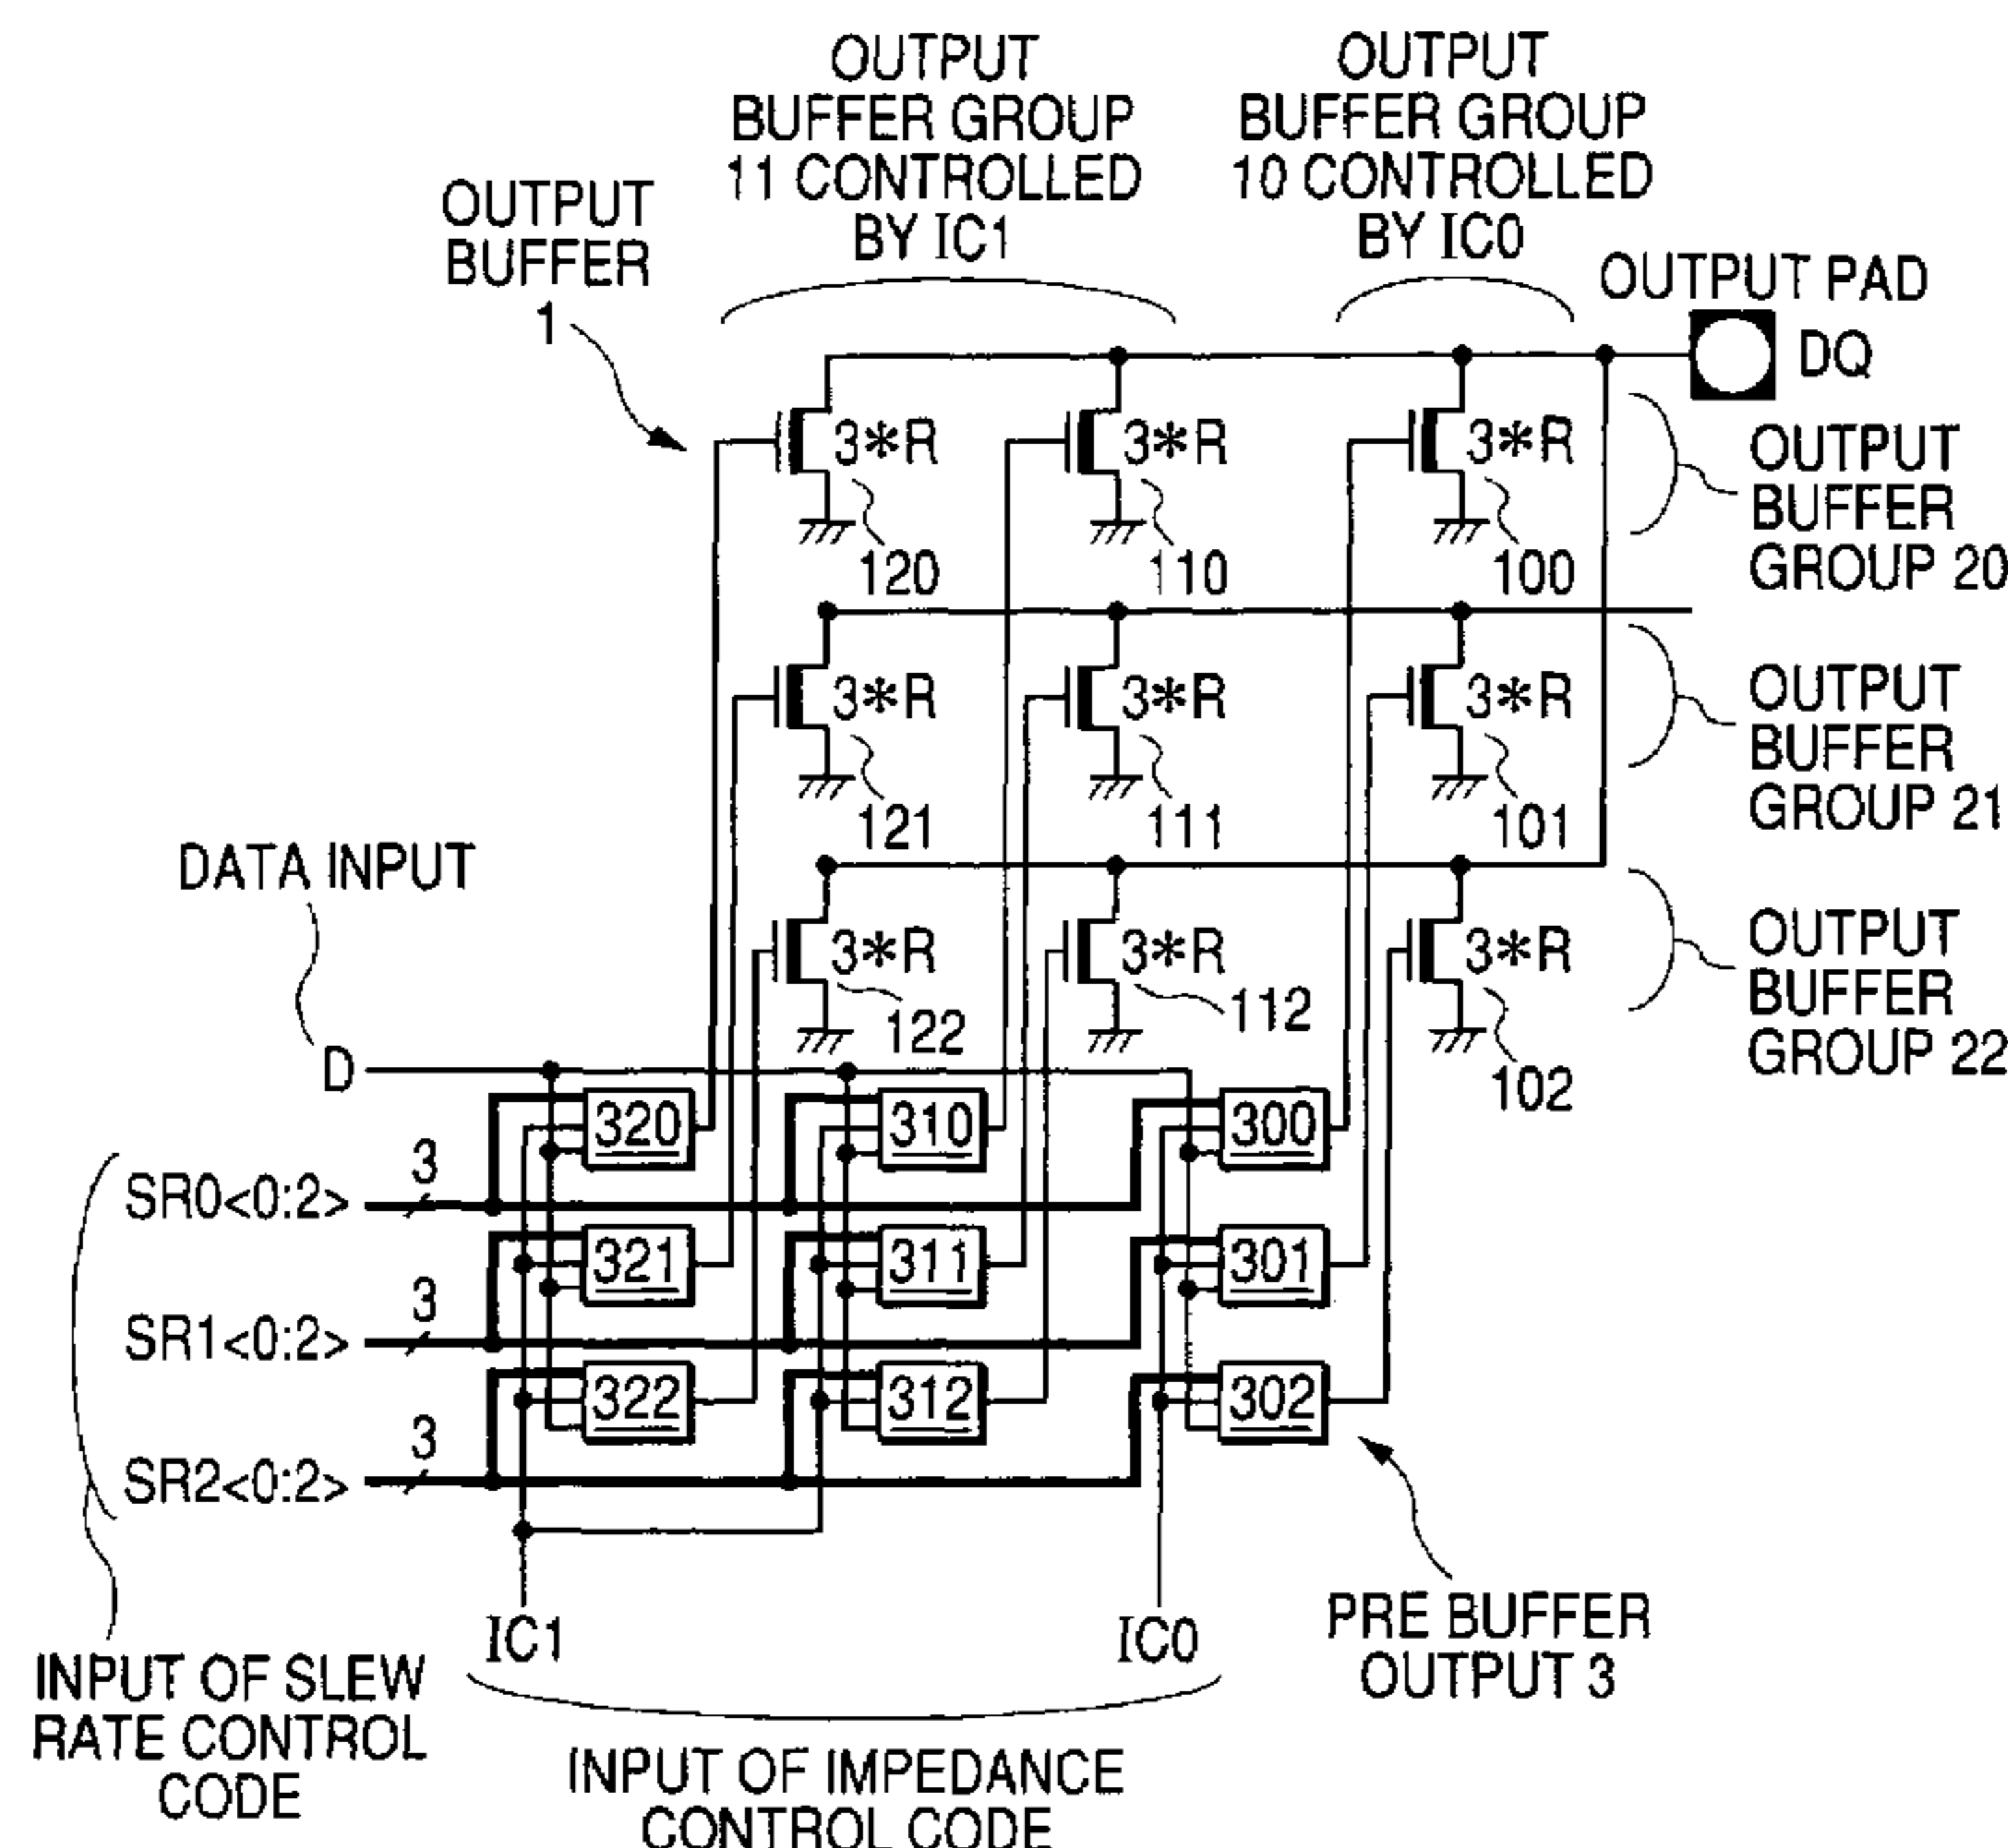 OUTPUT
BUFFER GROUP
11 CONTROLLED
BY IC1
OUTPUT
BUFFER GROUP
10 CONTROLLED
BY IC0
OUTPUT
BUFFER
1
OUTPUT PAD
DQ
3*R
3*R
3*R
120
110
100
OUTPUT
BUFFER
GROUP 20
3*R
3*R
3*R
121
111
101
OUTPUT
BUFFER
GROUP 21
DATA INPUT
3*R
3*R
3*R
122
112
102
OUTPUT
BUFFER
GROUP 22
D
320
310
300
SR0<0:2>
3
321
311
301
SR1<0:2>
3
322
312
302
SR2<0:2>
3
IC1
IC0
PRE BUFFER
OUTPUT 3
INPUT OF SLEW
RATE CONTROL
CODE
INPUT OF IMPEDANCE
CONTROL CODE